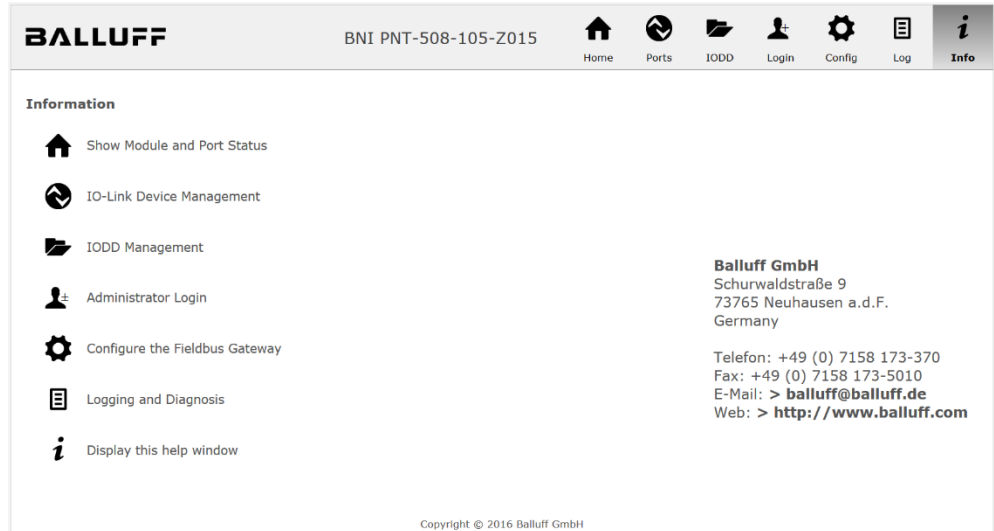 BALLUFF
BNI PNT-508-105-Z015
Home Ports IODD Login Config Log Info
Information
Show Module and Port Status
IO-Link Device Management
IODD Management
Administrator Login
Configure the Fieldbus Gateway
Logging and Diagnosis
Display this help window
Balluff GmbH
Schurwaldstraße 9
73765 Neuhausen a.d.F.
Germany
Telefon: +49 (0) 7158 173-370
Fax: +49 (0) 7158 173-5010
E-Mail: > balluff@balluff.de
Web: > http://www.balluff.com
Copyright © 2016 Balluff GmbH